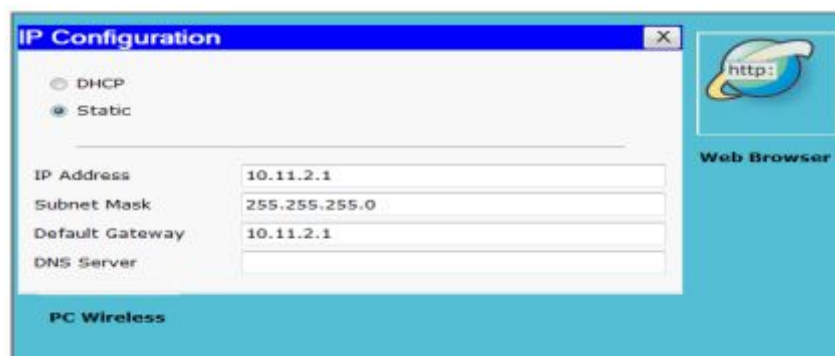 IP Configuration
X
DHCP
Static
IP Address 10.11.2.1
Subnet Mask 255.255.255.0
Default Gateway 10.11.2.1
DNS Server
http:
Web Browser
PC Wireless